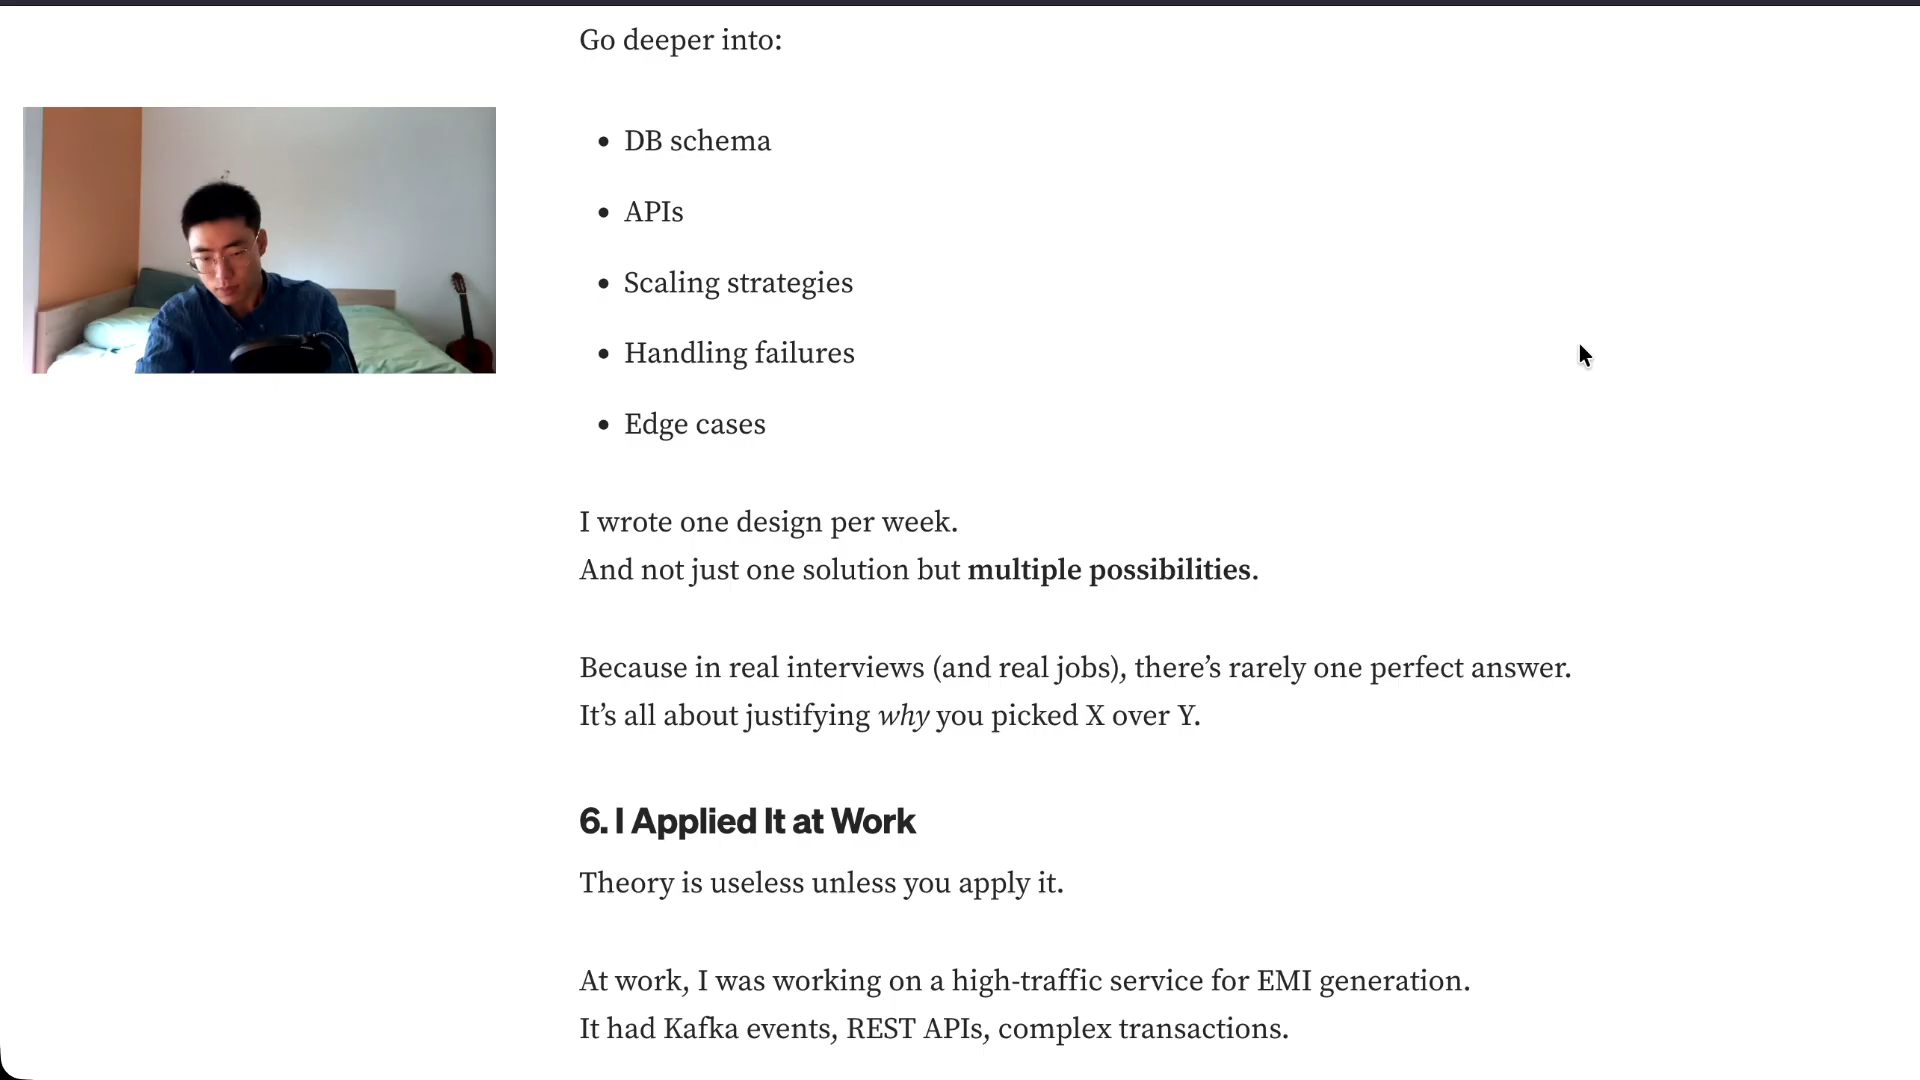 Go deeper into:
• DB schema
• APIs
• Scaling strategies
• Handling failures
• Edge cases
I wrote one design per week.
And not just one solution but multiple possibilities.
Because in real interviews (and real jobs), there’s rarely one perfect answer.
It’s all about justifying why you picked X over Y.
6. I Applied It at Work
Theory is useless unless you apply it.
At work, I was working on a high-traffic service for EMI generation.
It had Kafka events, REST APIs, complex transactions.